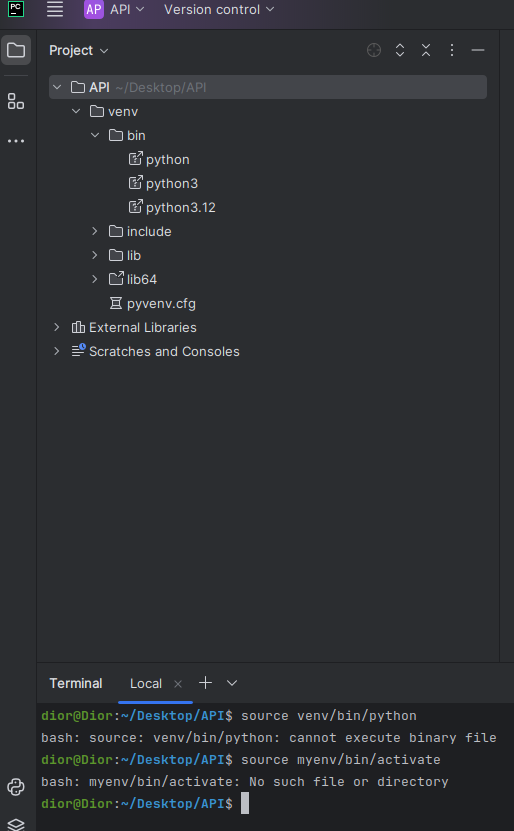 PC
AP API Version control
Project
API ~/Desktop/API
venv
bin
python
python3
python3.12
include
lib
lib64
pyvenv.cfg
External Libraries
Scratches and Consoles
Terminal Local
dior@Dior:~/Desktop/API$ source venv/bin/python
bash: source: venv/bin/python: cannot execute binary file
dior@Dior:~/Desktop/API$ source myenv/bin/activate
bash: myenv/bin/activate: No such file or directory
dior@Dior:~/Desktop/API$